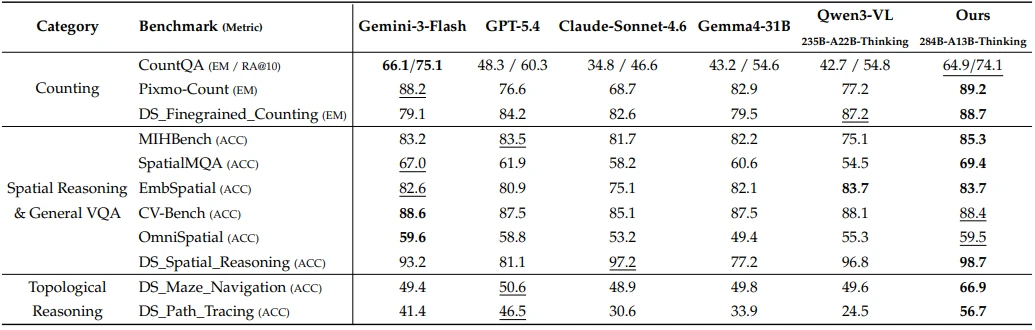 Category Benchmark (Metric) Gemini-3-Flash GPT-5.4 Claude-Sonnet-4.6 Gemma4-31B Qwen3-VL 235B-A22B-Thinking Ours 284B-A13B-Thinking
Counting
CountQA (EM / RA@10) 66.1/75.1 48.3 / 60.3 34.8 / 46.6 43.2 / 54.6 42.7 / 54.8 64.9/74.1
Pixmo-Count (EM) 88.2 76.6 68.7 82.9 77.2 89.2
DS_Finegrained_Counting (EM) 79.1 84.2 82.6 79.5 87.2 88.7
Spatial Reasoning & General VQA
MIHBench (ACC) 83.2 83.5 81.7 82.2 75.1 85.3
SpatialMQA (ACC) 67.0 61.9 58.2 60.6 54.5 69.4
EmbSpatial (ACC) 82.6 80.9 75.1 82.1 83.7 83.7
CV-Bench (ACC) 88.6 87.5 85.1 87.5 88.1 88.4
OmniSpatial (ACC) 59.6 58.8 53.2 49.4 55.3 59.5
DS_Spatial_Reasoning (ACC) 93.2 81.1 97.2 77.2 96.8 98.7
Topological Reasoning
DS_Maze_Navigation (ACC) 49.4 50.6 48.9 49.8 49.6 66.9
DS_Path_Tracing (ACC) 41.4 46.5 30.6 33.9 24.5 56.7